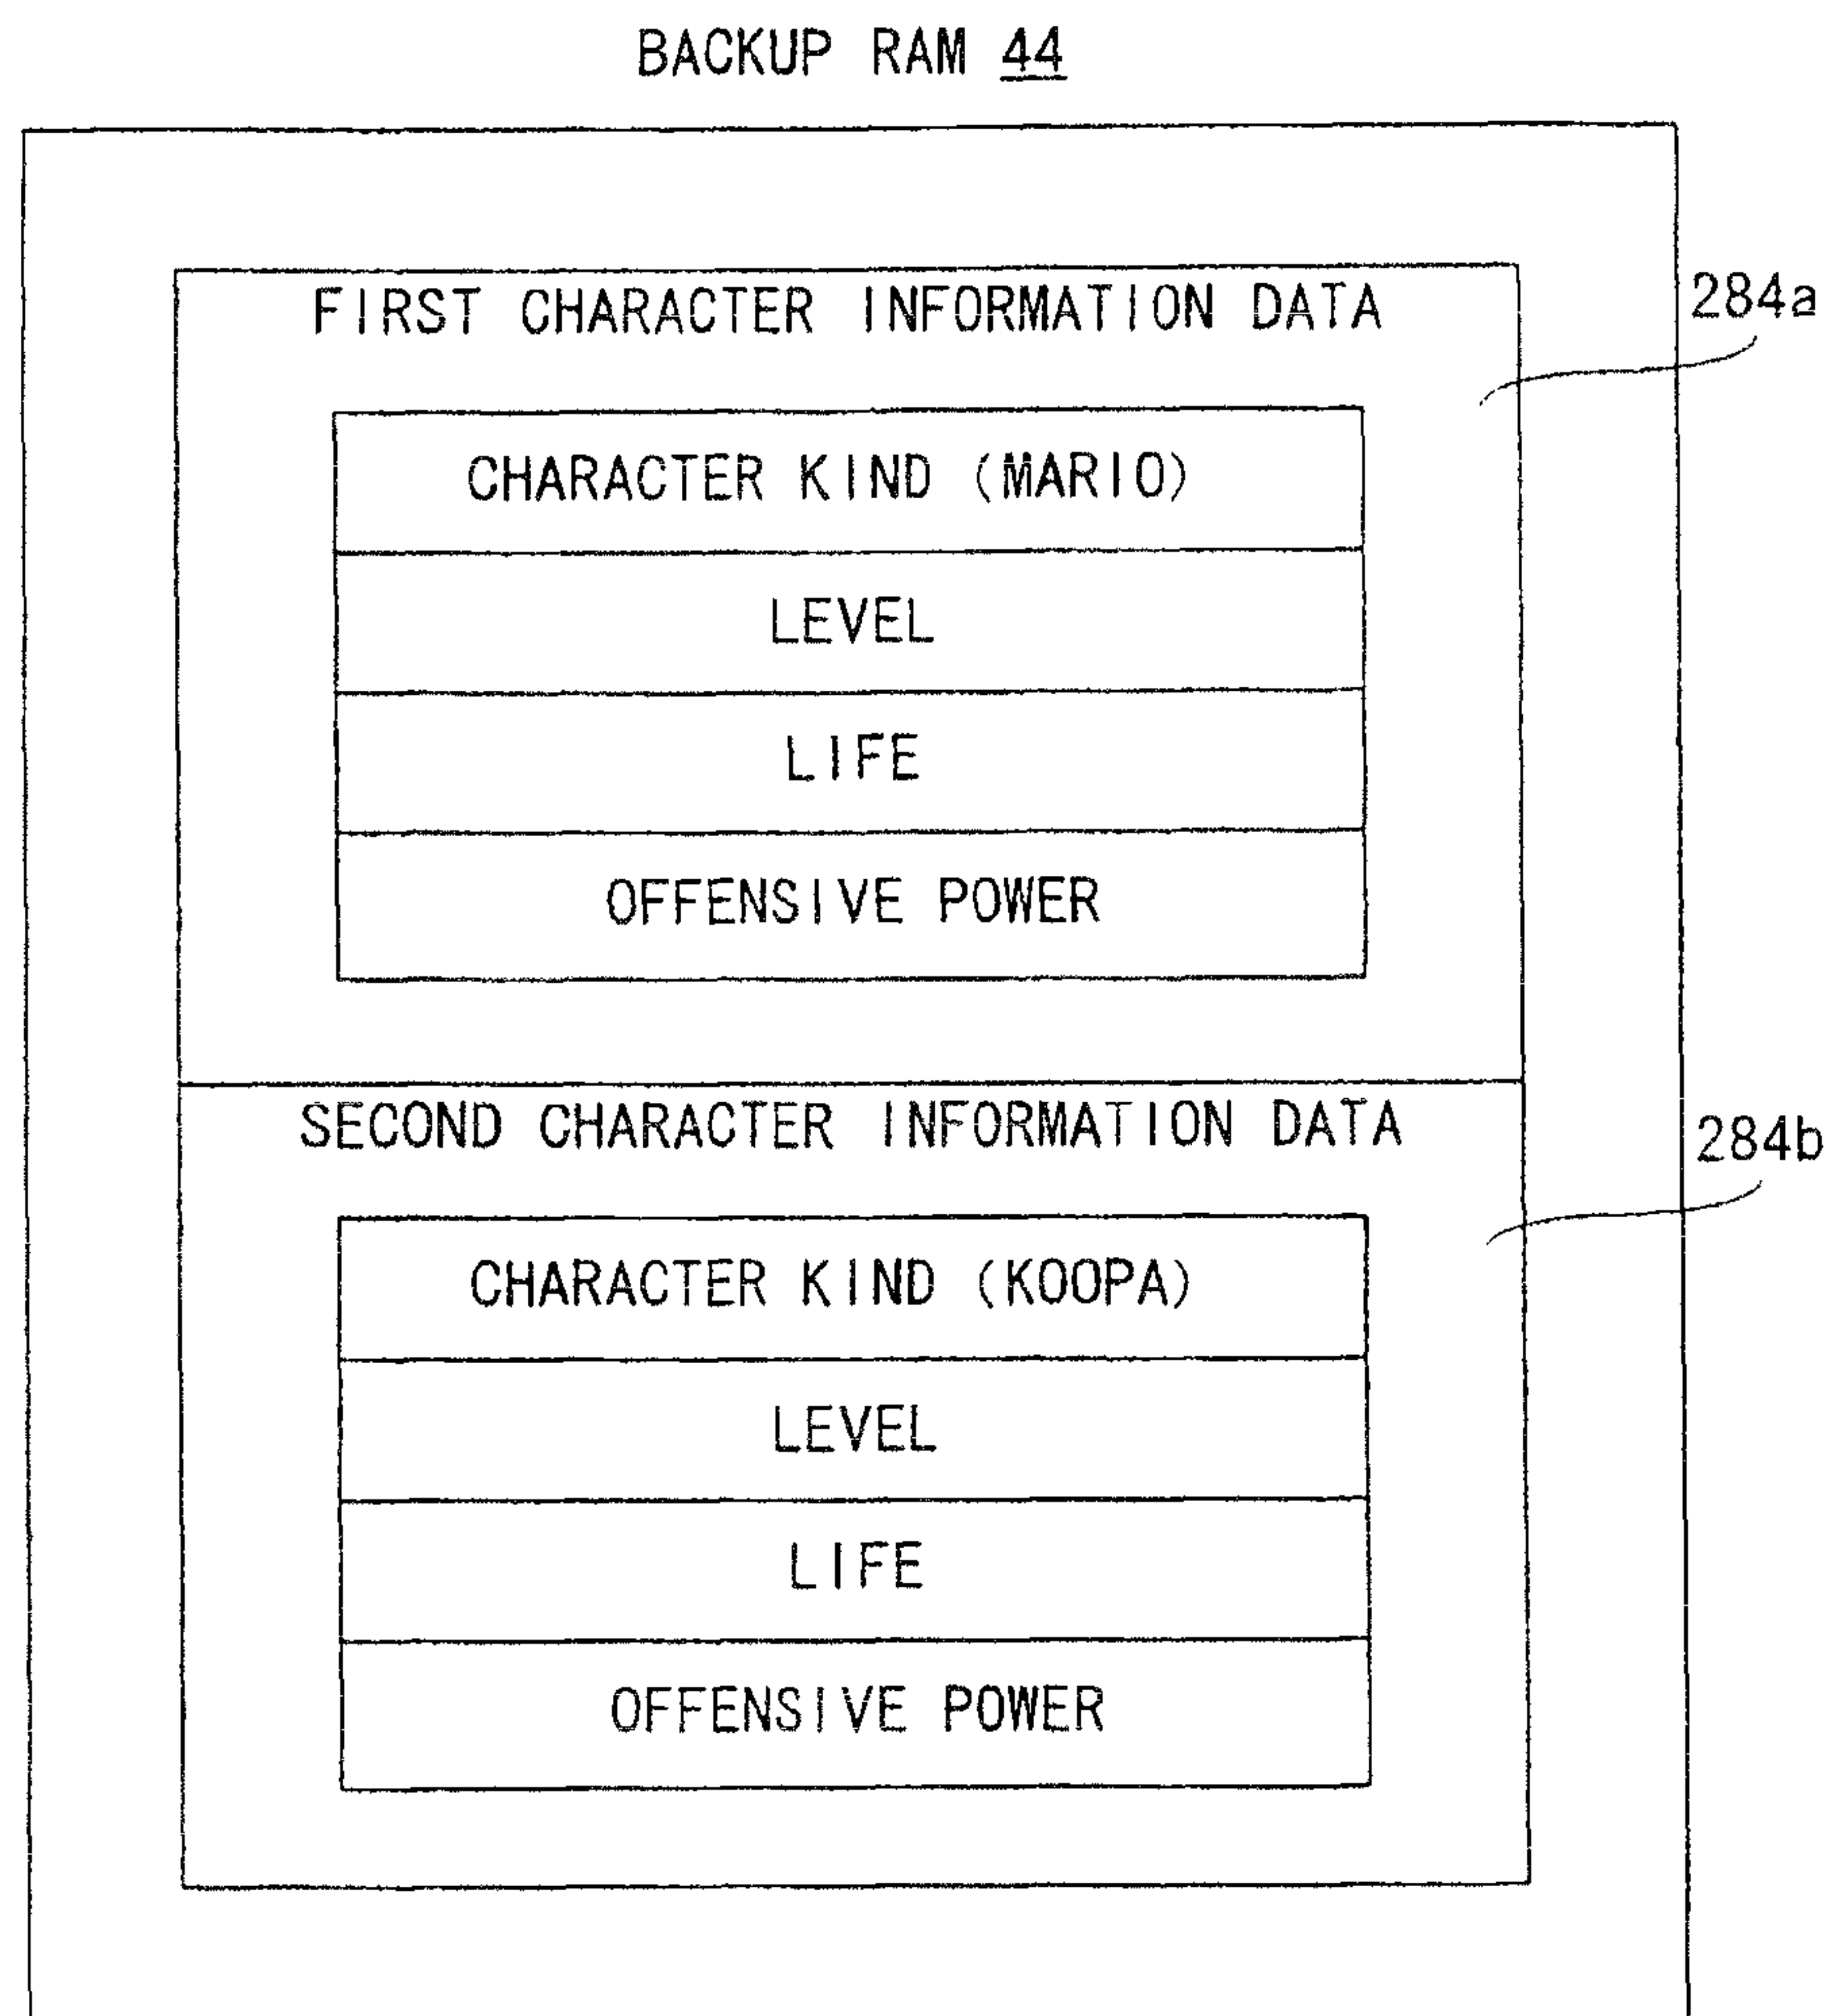 BACKUP RAM 44
FIRST CHARACTER INFORMATION DATA
284a
CHARACTER KIND (MARIO)
LEVEL
LIFE
OFFENSIVE POWER
SECOND CHARACTER INFORMATION DATA
284b
CHARACTER KIND (KOOPA)
LEVEL
LIFE
OFFENSIVE POWER